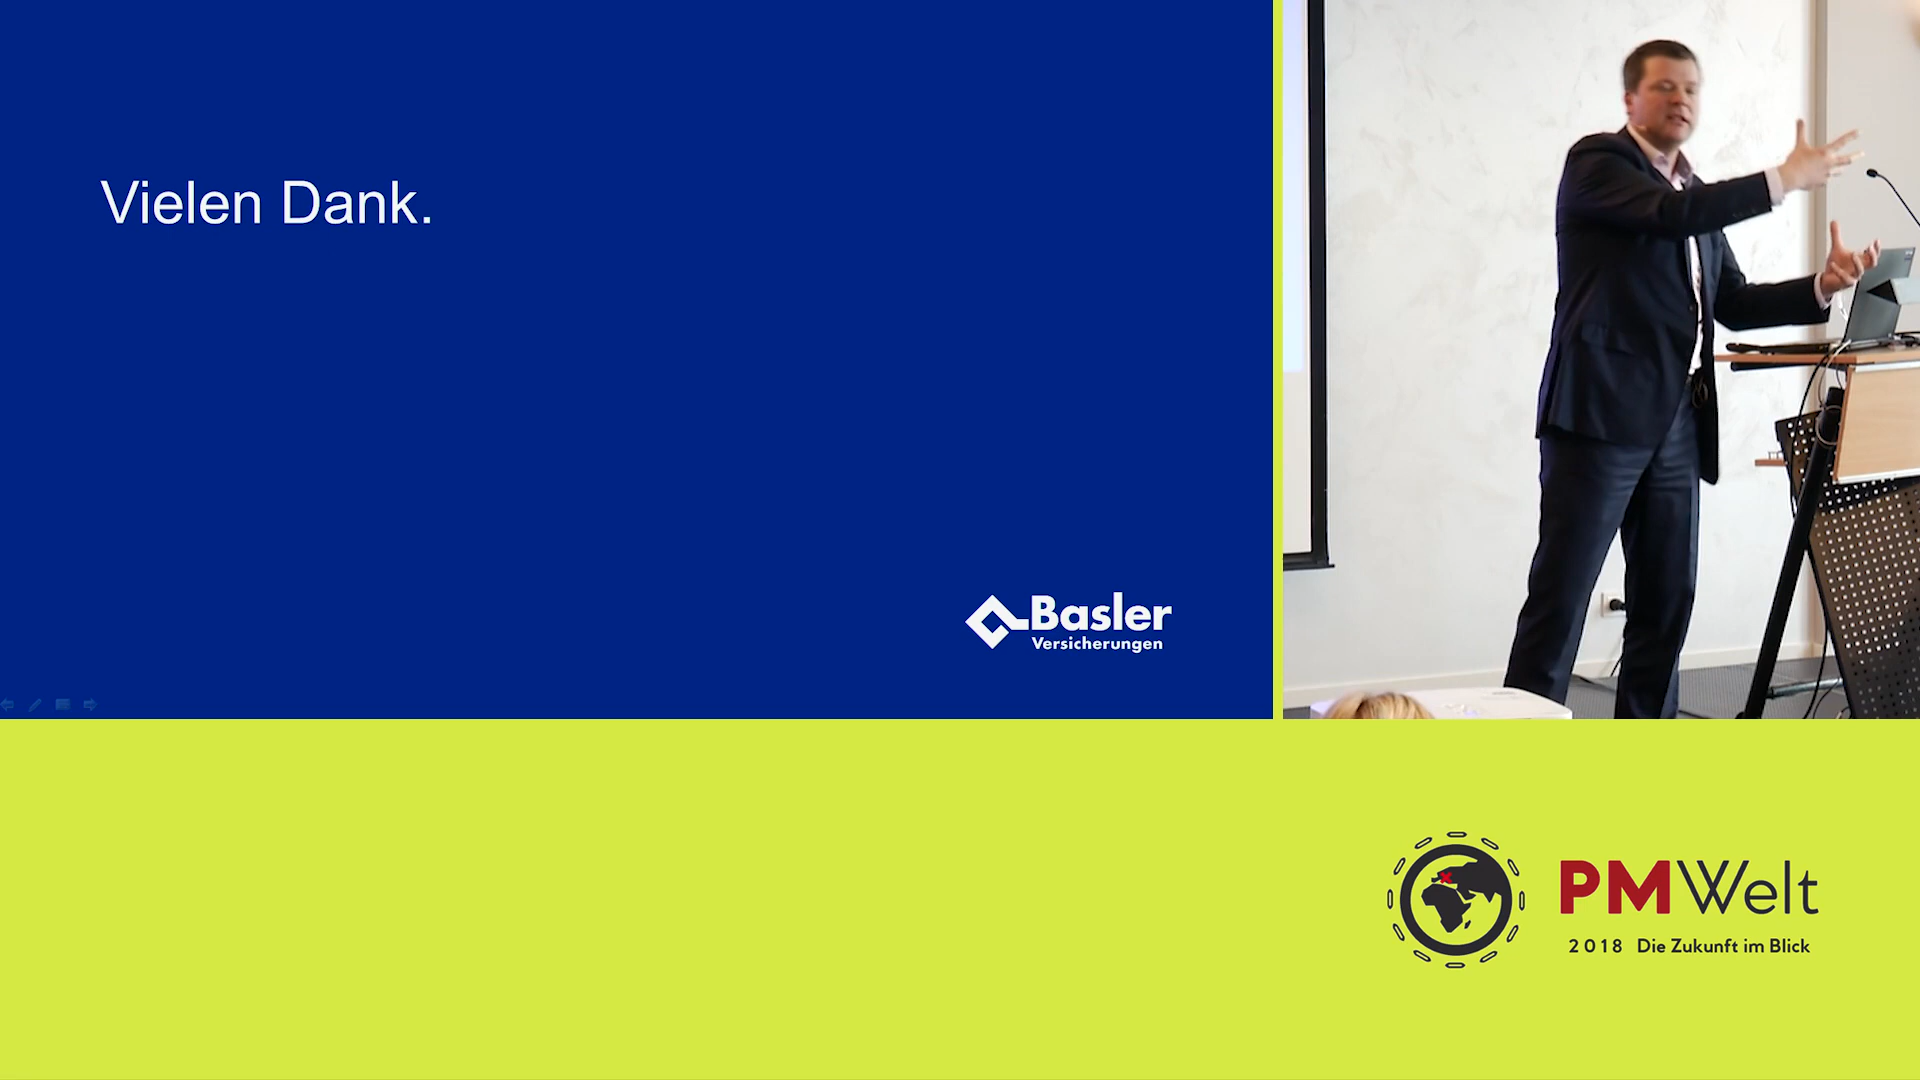 Vielen Dank.
Basler
Versicherungen
PMWelt
2018 Die Zukunft im Blick